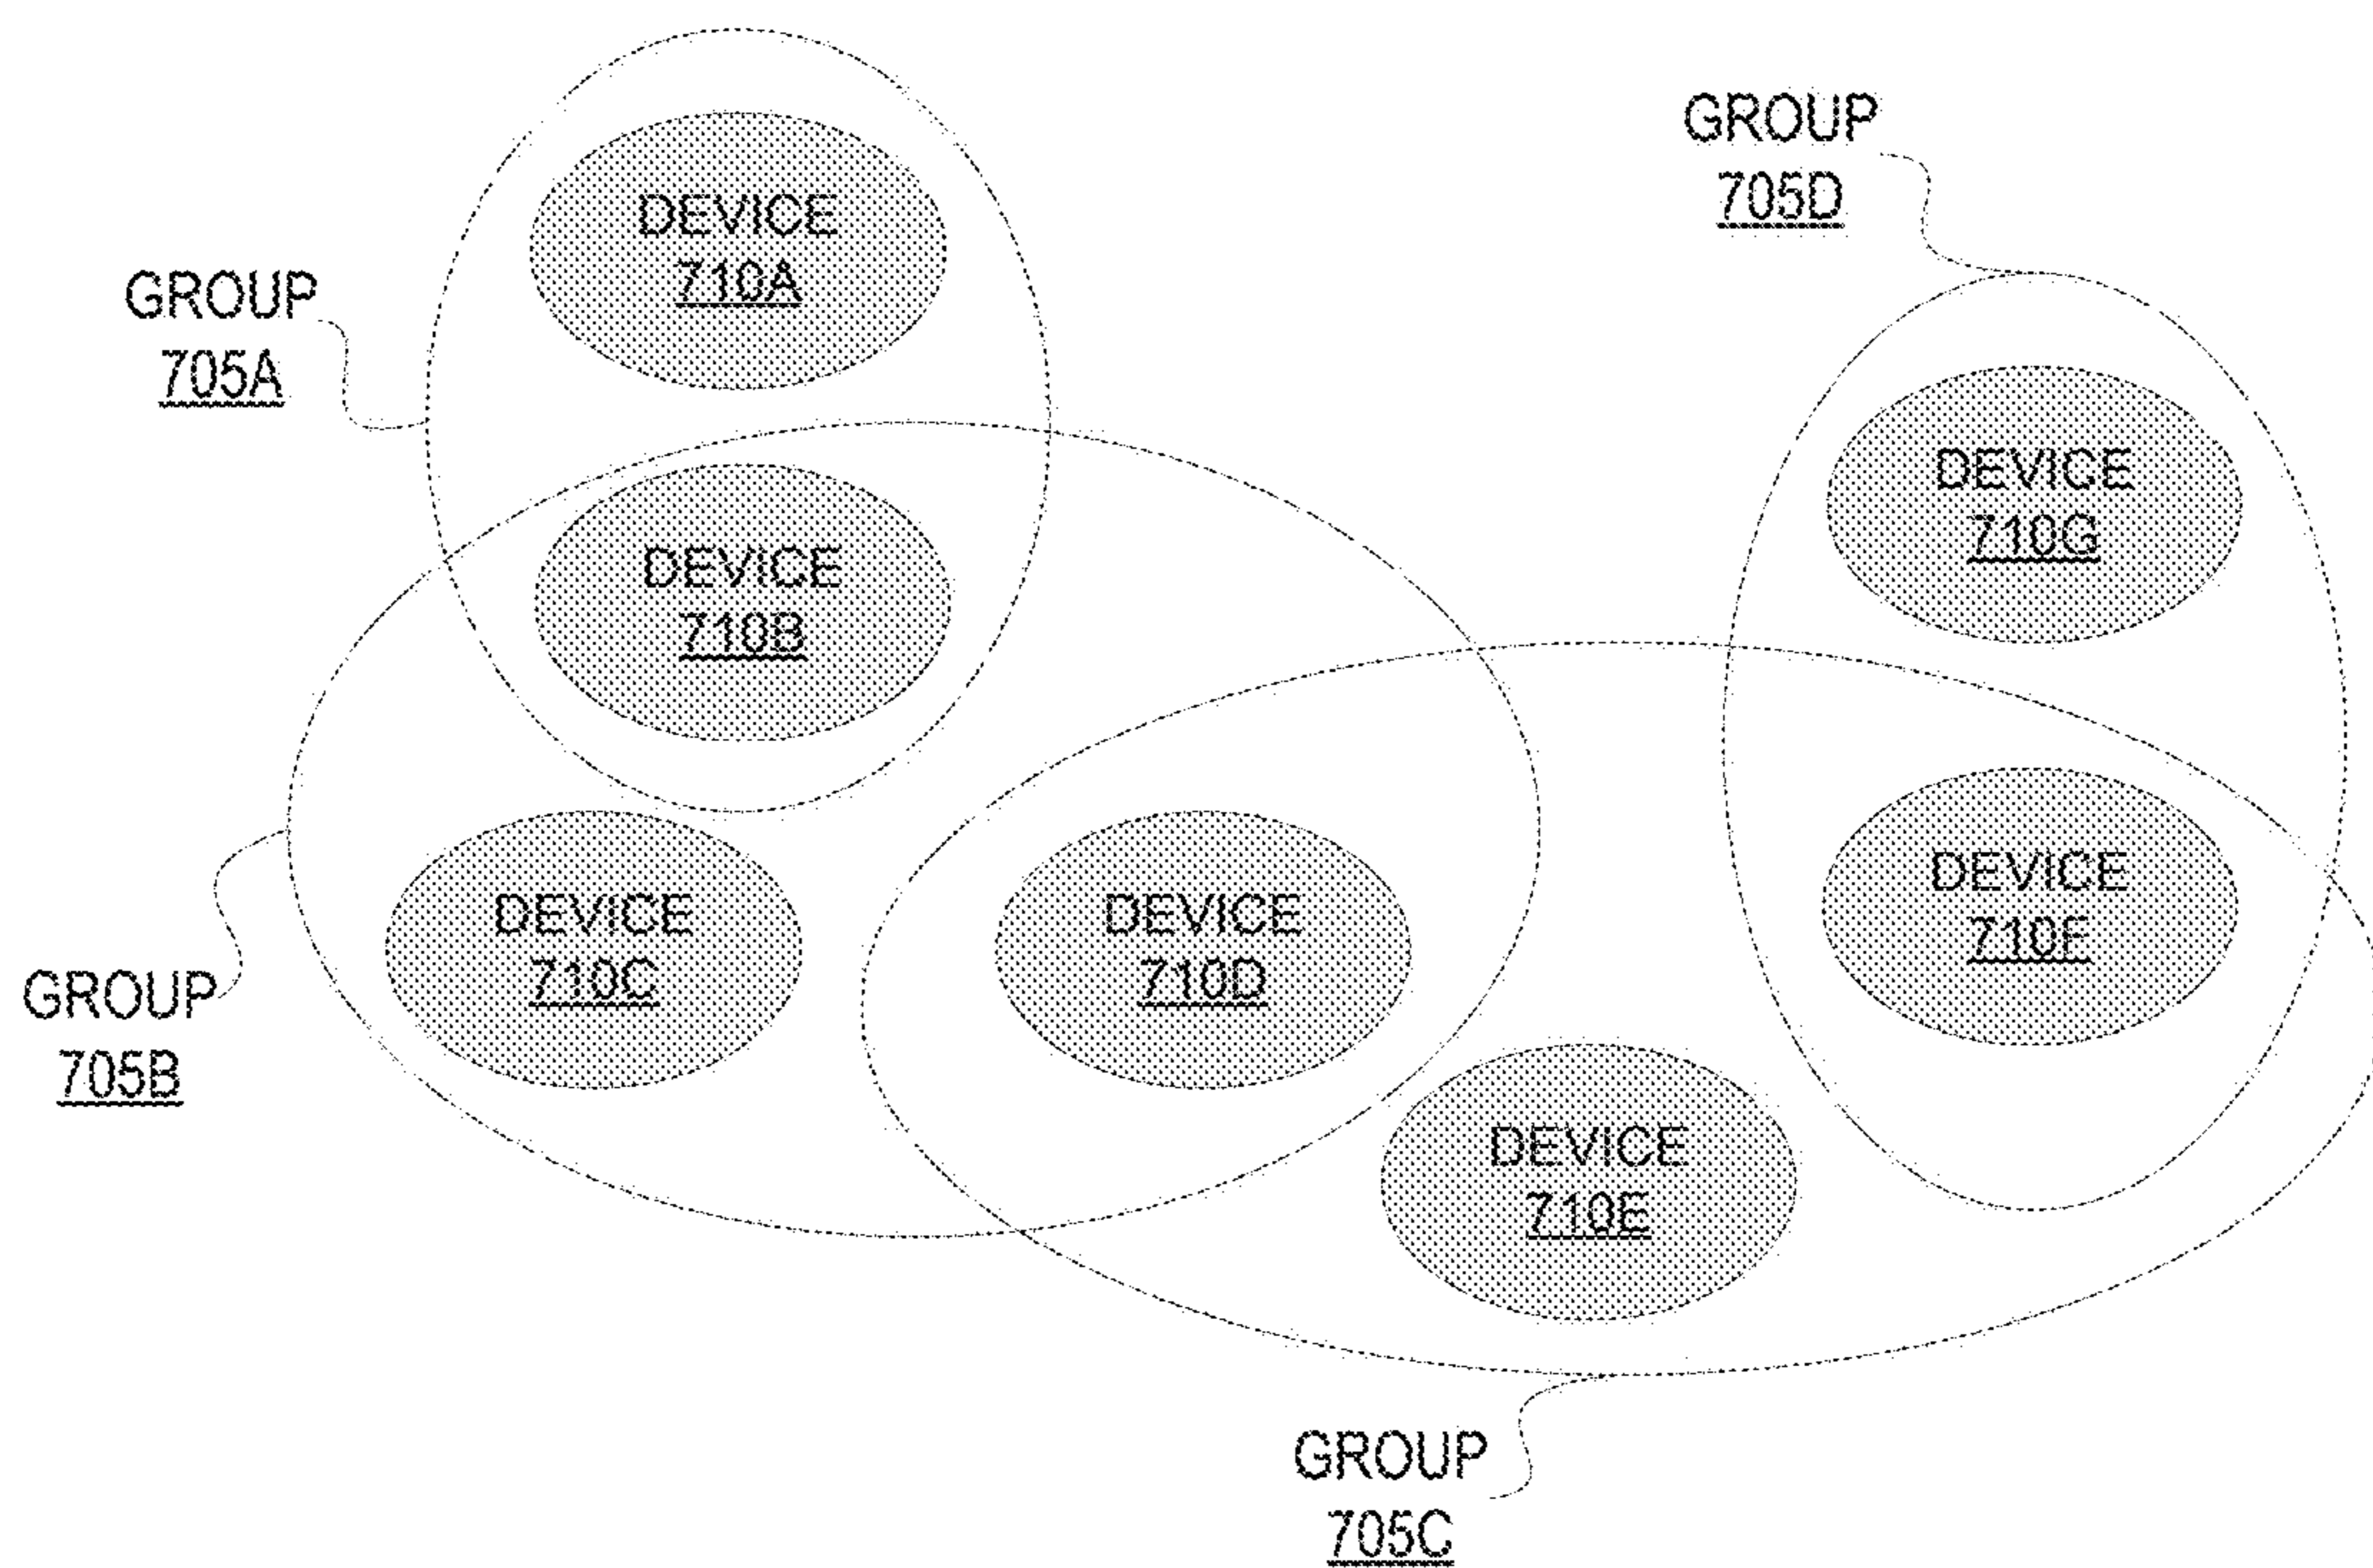 GROUP
705A
DEVICE
710A
GROUP
705D
DEVICE
710B
DEVICE
710G
GROUP
705B
DEVICE
710C
DEVICE
710D
DEVICE
710F
DEVICE
710E
GROUP
705C